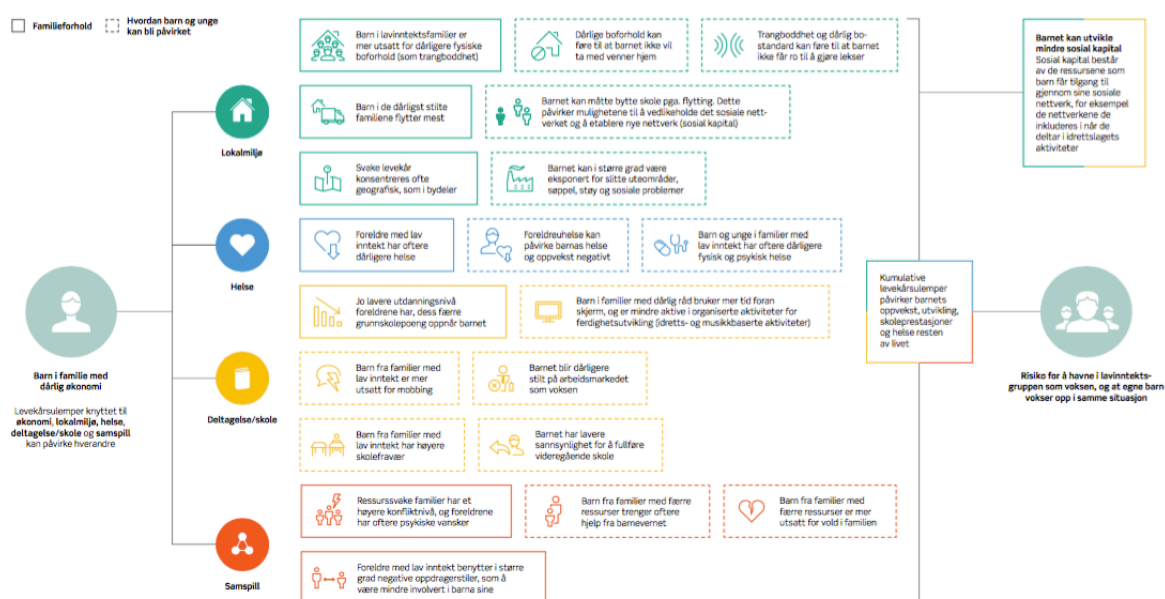 Familieforhold
Hvordan barn og unge
kan bli påvirket
Barn i familie med
dårlig økonomi
Levekårsulemper knyttet til
økonomi, lokalmiljø, helse,
deltagelse/skole og samspill
kan påvirke hverandre
Lokalmiljø
Barn i lavinntektsfamilier er
mer utsatt for dårligere fysiske
boforhold (som trangboddhet)
Dårlige boforhold kan
føre til at barnet ikke vil
ta med venner hjem
Trangboddhet og dårlig bo-
standard kan føre til at barnet
ikke får ro til å gjøre lekser
Barn i de dårligst stilte
familiene flytter mest
Barnet kan måtte bytte skole pga. flytting. Dette
påvirker mulighetene til å vedlikeholde det sosiale nett-
verket og å etablere nye nettverk (sosial kapital)
Svake levekår
konsentreres ofte
geografisk, som i bydeler
Barnet kan i større grad være
eksponert for slitte uteområder,
søppel, støy og sosiale problemer
Helse
Foreldre med lav
inntekt har oftere
dårligere helse
Foreldreuhelse kan
påvirke barnas helse
og oppvekst negativt
Barn og unge i familier med
lav inntekt har oftere dårligere
fysisk og psykisk helse
Deltagelse/skole
Jo lavere utdanningsnivå
foreldrene har, dess færre
grunnskolepoeng oppnår barnet
Barn i familier med dårlig råd bruker mer tid foran
skjerm, og er mindre aktive i organiserte aktiviteter for
ferdighetsutvikling (idretts- og musikkbaserte aktiviteter)
Barn fra familier med
lav inntekt er mer
utsatt for mobbing
Barnet blir dårligere
stilt på arbeidsmarkedet
som voksen
Barn fra familier med
lav inntekt har høyere
skolefravær
Barnet har lavere
sannsynlighet for å fullføre
videregående skole
Samspill
Ressurssvake familier har et
høyere konfliktnivå, og foreldrene
har oftere psykiske vansker
Barn fra familier med færre
ressurser trenger oftere
hjelp fra barnevernet
Barn fra familier med
færre ressurser er mer
utsatt for vold i familien
Foreldre med lav inntekt benytter i større
grad negative oppdragerstiler, som å
være mindre involvert i barna sine
Kumulative
levekårsulemper
påvirker barnets
oppvekst, utvikling,
skoleprestasjoner
og helse resten
av livet
Barnet kan utvikle
mindre sosial kapital
Sosial kapital består
av de ressursene som
barn får tilgang til
gjennom sine sosiale
nettverk, for eksempel
de nettverkene de
inkluderes i når de
deltar i idrettslagets
aktiviteter
Risiko for å havne i lavinntekts-
gruppen som voksen, og at egne barn
vokser opp i samme situasjon